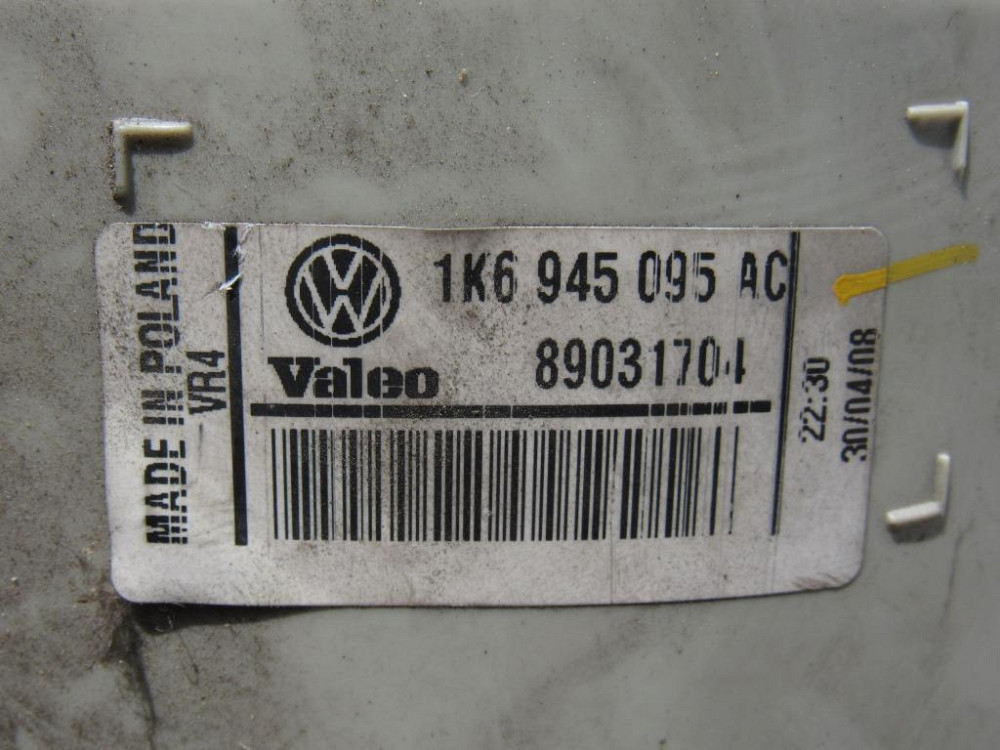 MADE IN POLAND
VR4
1K6 945 095 AC
Valeo
89031704
22:30
30/04/08